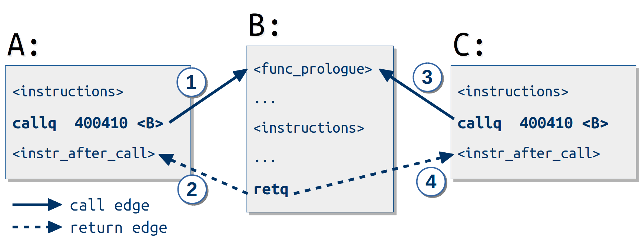 A:
<instructions>
callq 400410 <B>
<instr_after_call>
B:
<func_prologue>
...
<instructions>
...
retq
C:
<instructions>
callq 400410 <B>
<instr_after_call>
1
2
3
4
call edge
return edge